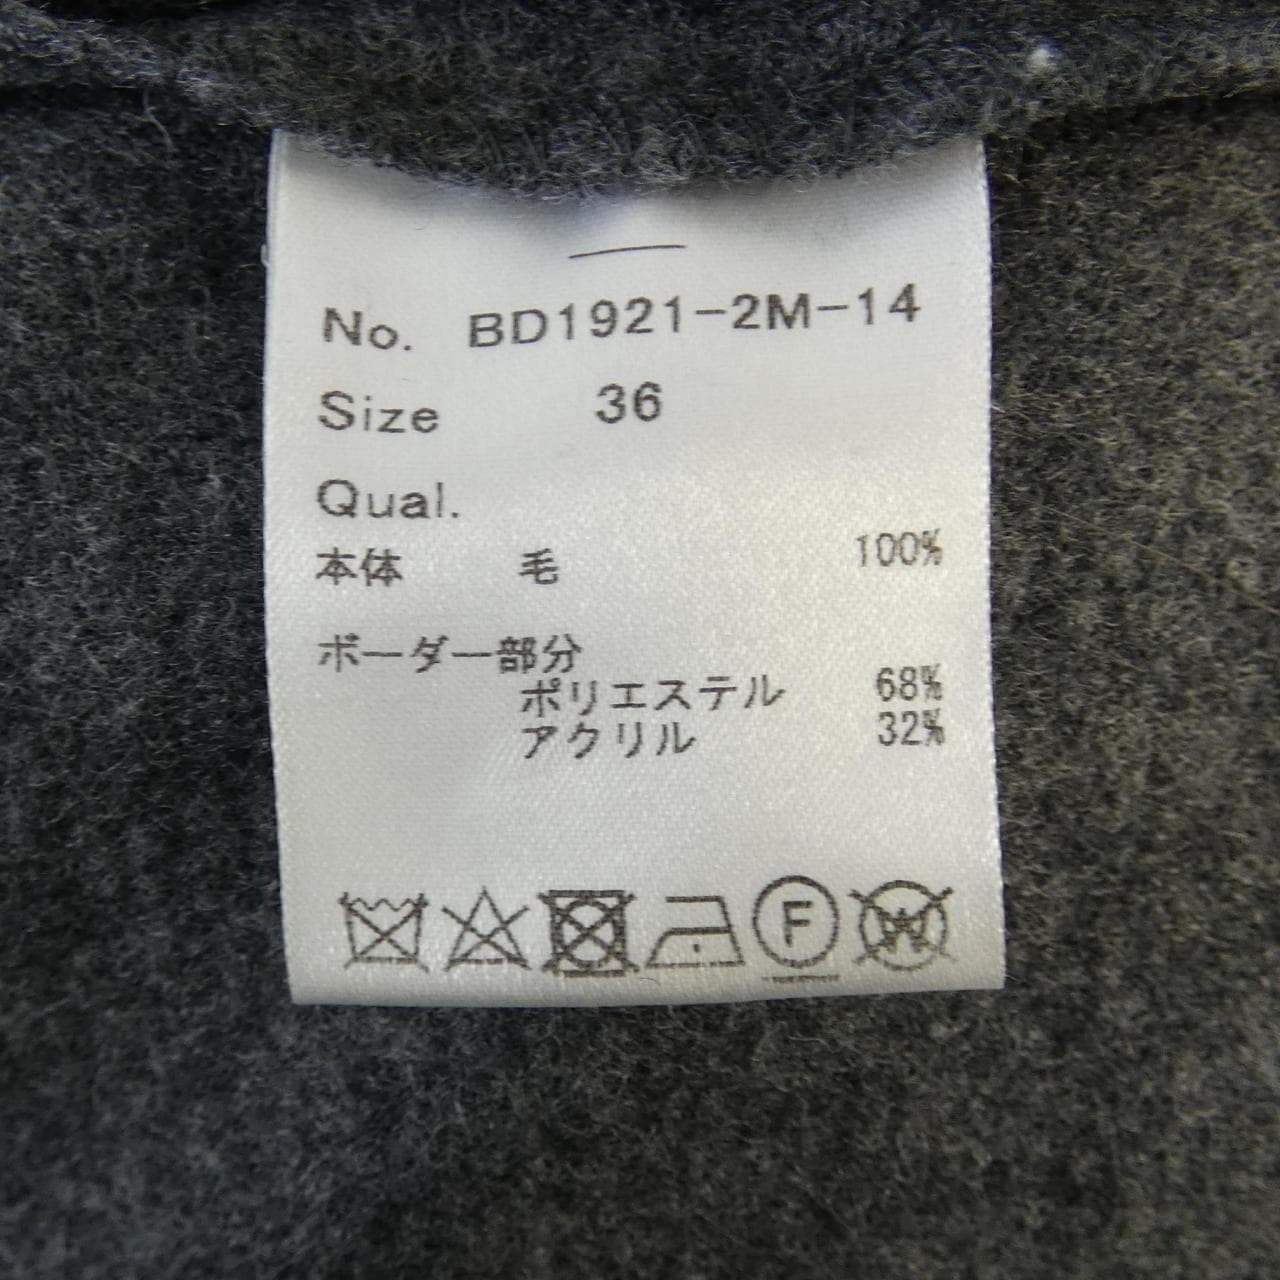 No. BD1921-2M-14
Size 36
Qual.
本体 毛 100%
ボーダー部分
ポリエステル 68%
アクリル 32%
F
W